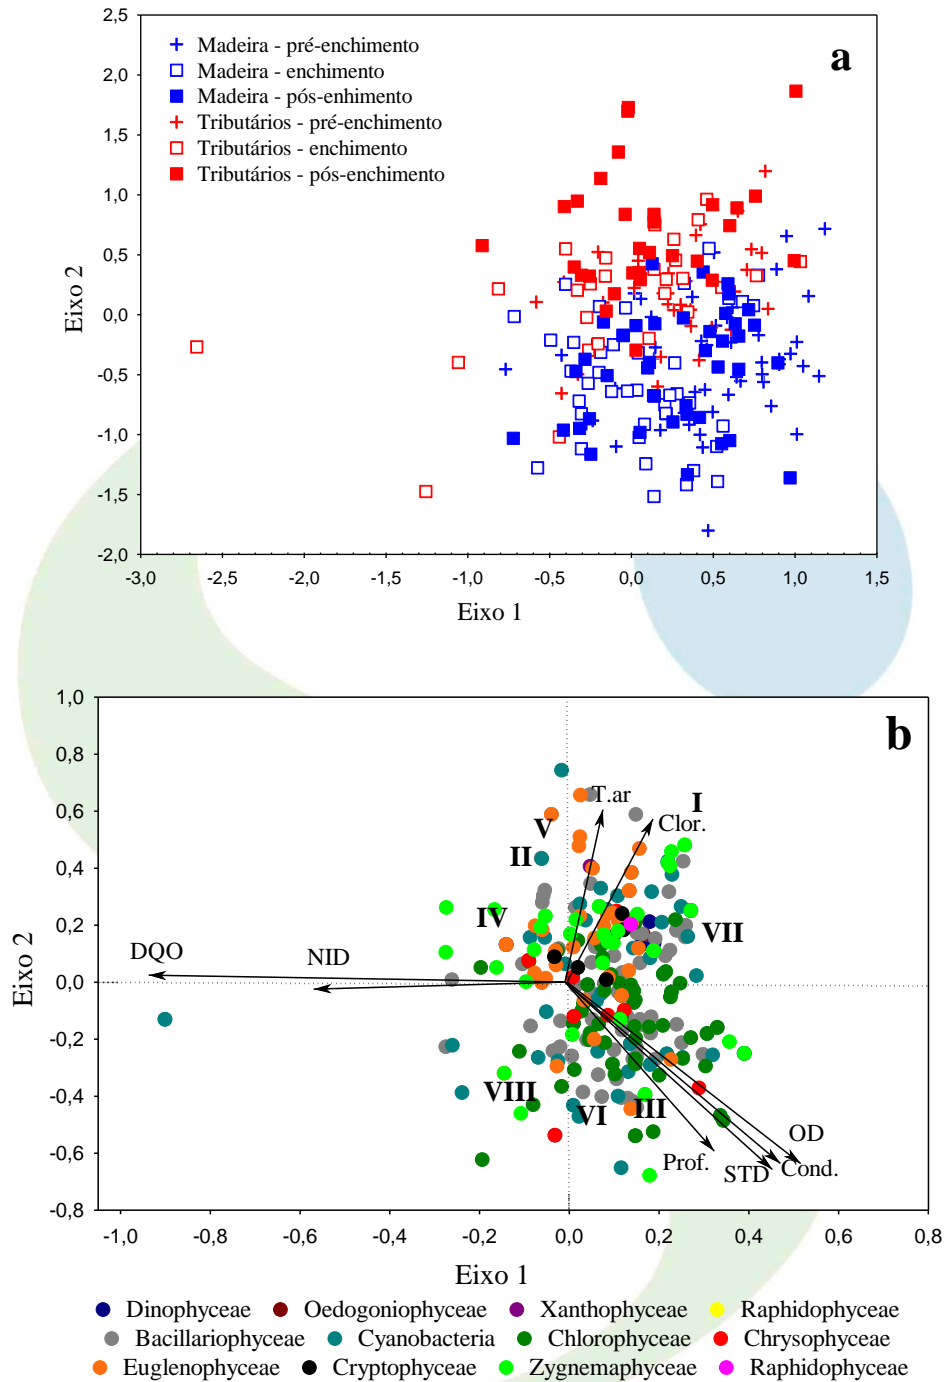 2,5
a
Madeira - pré-enchimento
Madeira - enchimento
Madeira - pós-enhimento
Tributários - pré-enchimento
Tributários - enchimento
Tributários - pós-enchimento
2,0
1,5
1,0
0,5
0,0
-0,5
-1,0
-1,5
-2,0
Eixo 2
-3,0 -2,5 -2,0 -1,5 -1,0 -0,5 0,0 0,5 1,0 1,5
Eixo 1
1,0
b
0,8
0,6
0,4
0,2
0,0
-0,2
-0,4
-0,6
-0,8
Eixo 2
T.ar
I
Clor.
V
II
IV
VII
DQO
NID
VIII
VI
III
OD
Prof.
STD
Cond.
-1,0 -0,8 -0,6 -0,4 -0,2 0,0 0,2 0,4 0,6 0,8
Eixo 1
Dinophyceae Oedogoniophyceae Xanthophyceae Raphidophyceae
Bacillariophyceae Cyanobacteria Chlorophyceae Chrysophyceae
Euglenophyceae Cryptophyceae Zygnemaphyceae Raphidophyceae